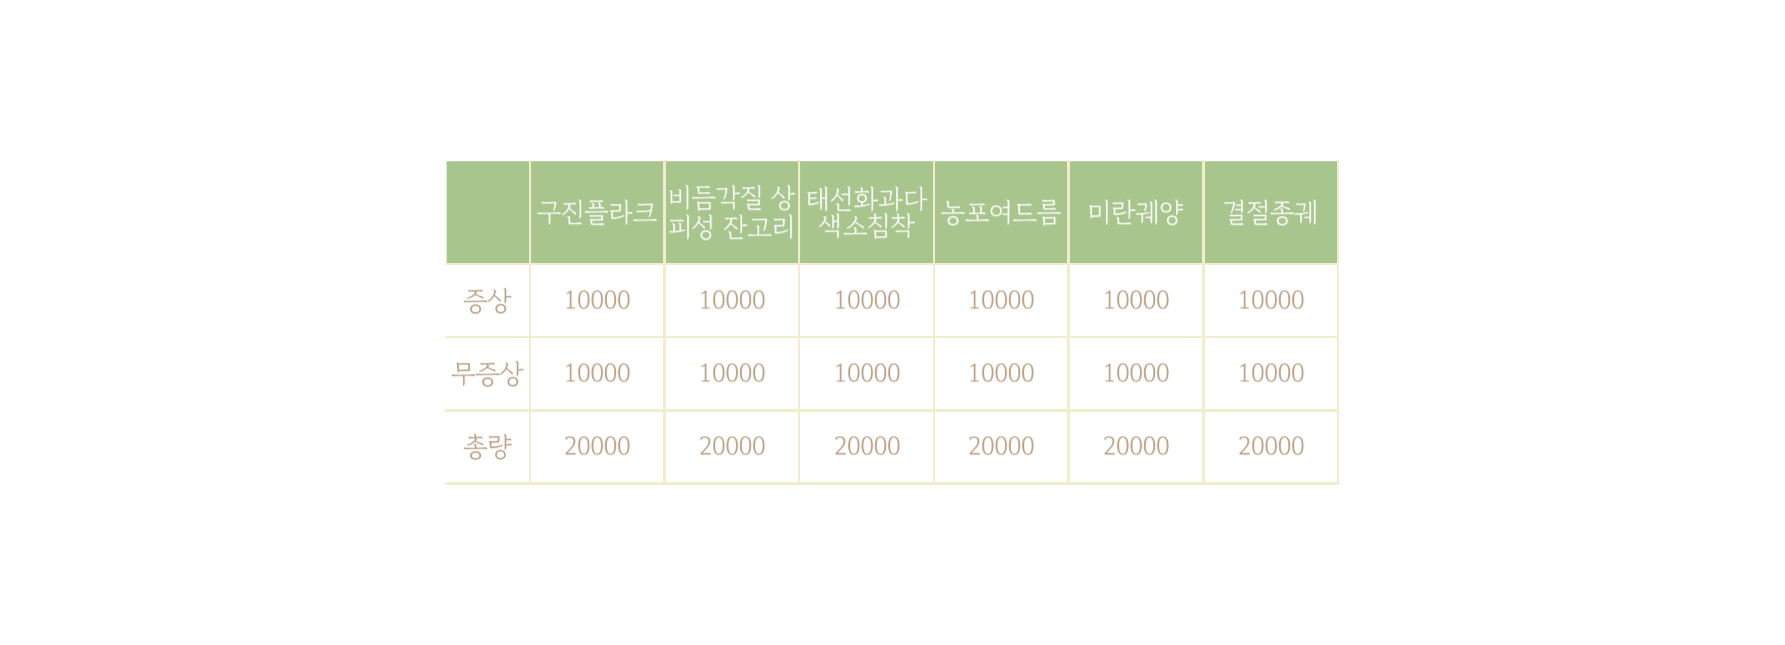 구진플라크 비듬각질 상피성 잔고리 태선화과다색소침착 농포여드름 미란궤양 결절종궤
증상 10000 10000 10000 10000 10000 10000
무증상 10000 10000 10000 10000 10000 10000
총량 20000 20000 20000 20000 20000 20000